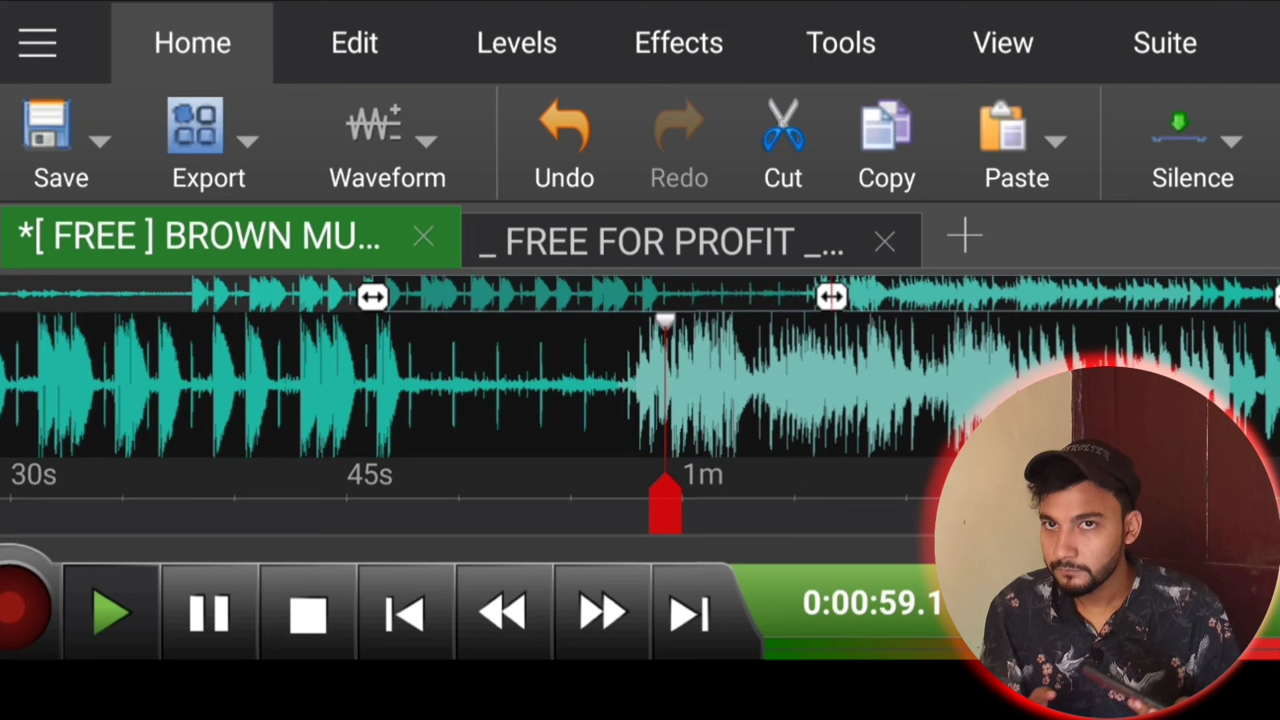 Home Edit Levels Effects Tools View Suite
Save Export Waveform Undo Redo Cut Copy Paste Silence
*[ FREE ] BROWN MU... _ FREE FOR PROFIT _...
30s 45s 1m
0:00:59.1